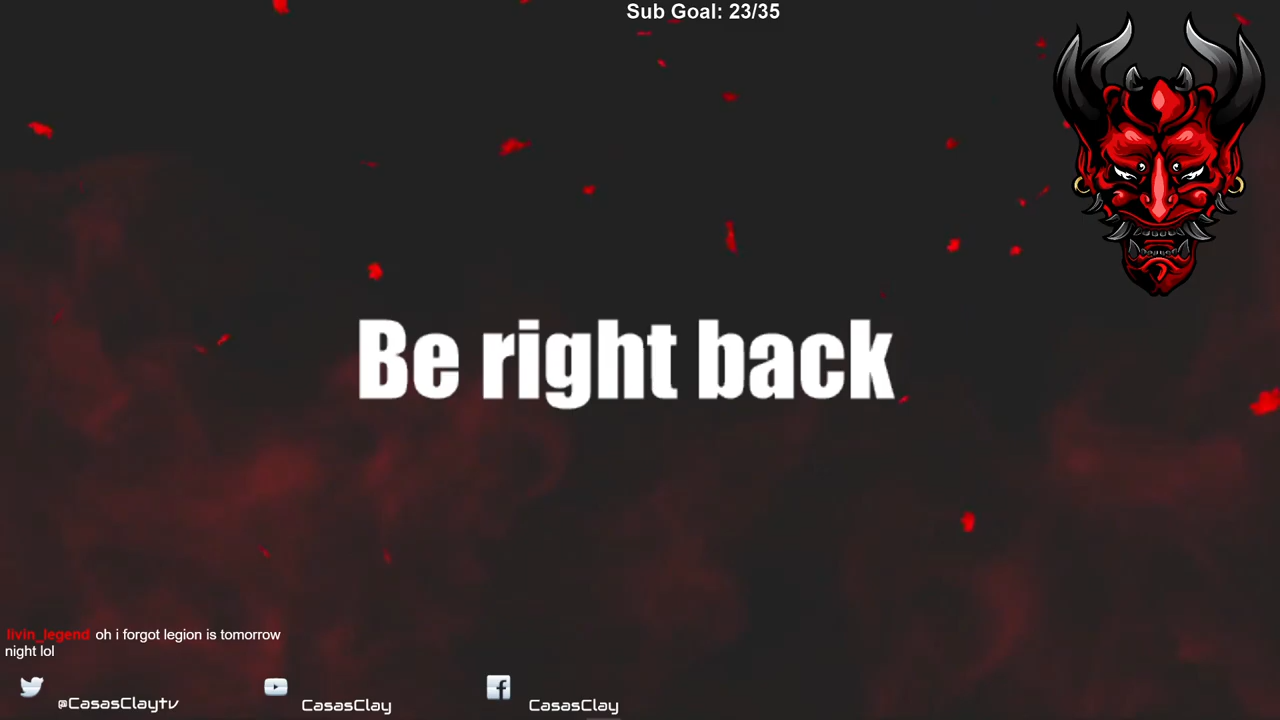 Sub Goal: 23/35
Be right back
livin_legend oh i forgot legion is tomorrow
night lol
@CasasClaytv
CasasClay
CasasClay